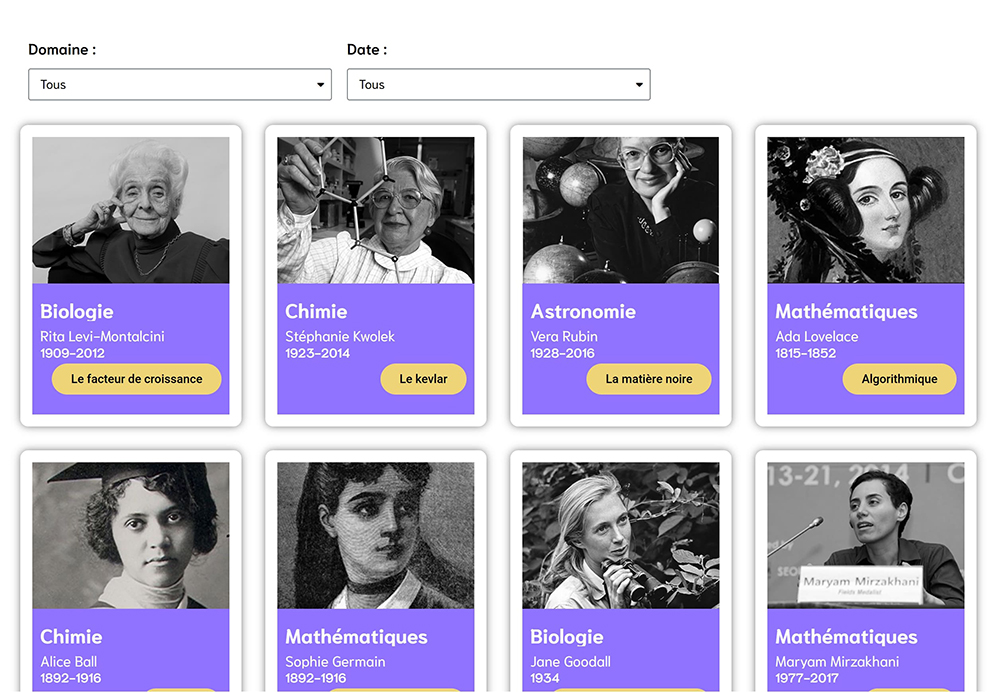 Domaine :
Date :
Tous
Tous
Biologie
Rita Levi-Montalcini
1909-2012
Le facteur de croissance
Chimie
Stéphanie Kwolek
1923-2014
Le kevlar
Astronomie
Vera Rubin
1928-2016
La matière noire
Mathématiques
Ada Lovelace
1815-1852
Algorithmique
Chimie
Alice Ball
1892-1916
Mathématiques
Sophie Germain
1892-1916
Biologie
Jane Goodall
1934
13-21, 2014
Maryam Mirzakhani
Fields Medalist
Mathématiques
Maryam Mirzakhani
1977-2017